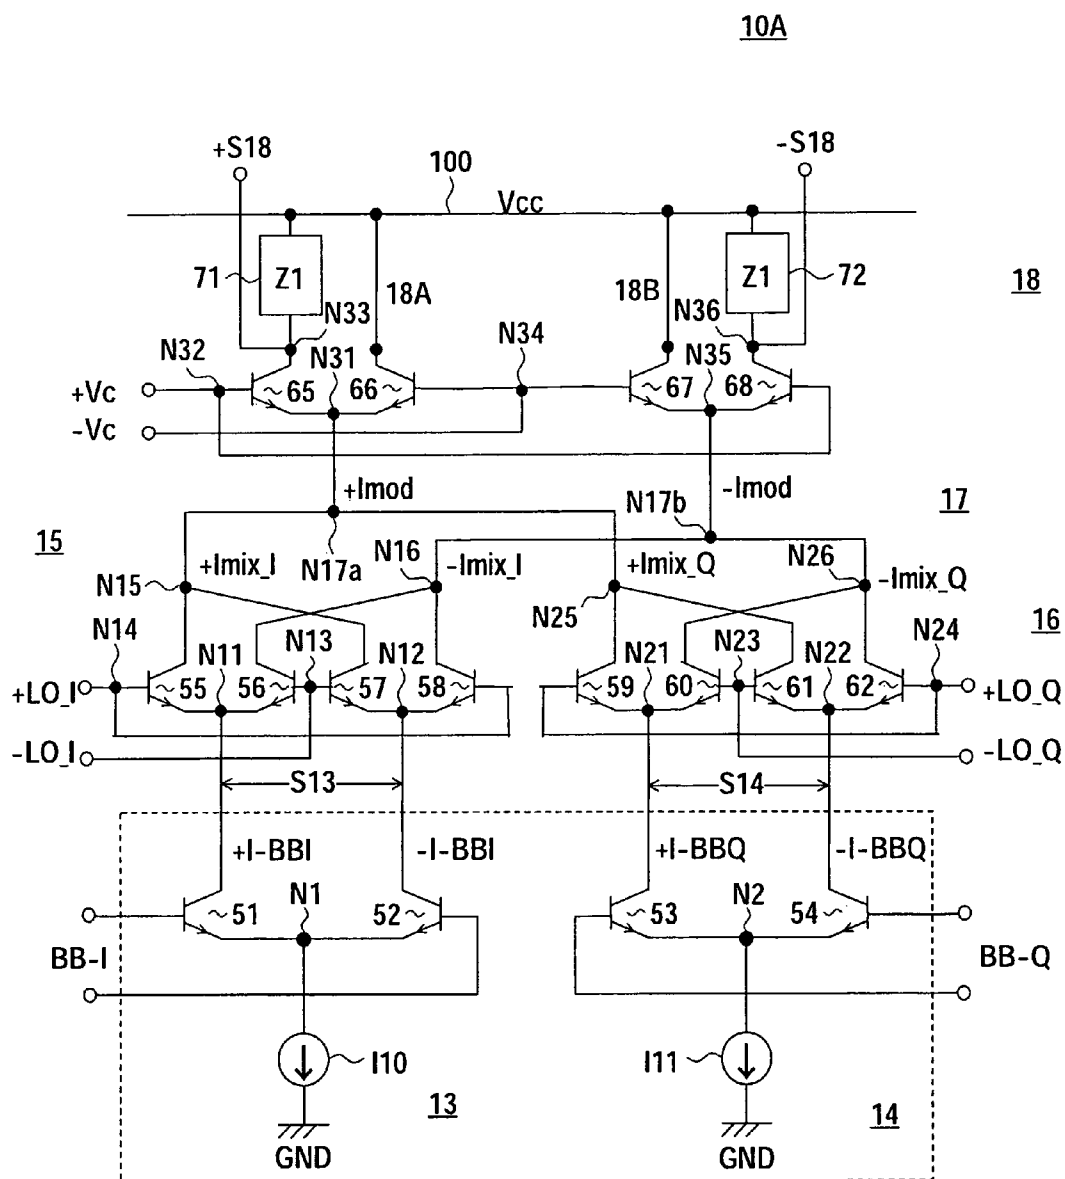 10A
+S18
-S18
100
Vcc
71
Z1
18A
18B
Z1
72
18
N33
N34
N36
N32
N31
N35
+Vc
65
66
67
68
-Vc
+Imod
-Imod
N17b
17
15
+Imix_I
N17a
N16
-Imix_I
+Imix_Q
N26
-Imix_Q
N15
N25
N14
N11
N13
N12
N21
N23
N22
N24
16
+LO_I
55
56
57
58
59
60
61
62
+LO_Q
-LO_I
-LO_Q
S13
S14
+I-BBI
-I-BBI
+I-BBQ
-I-BBQ
51
N1
52
53
N2
54
BB-I
BB-Q
I10
I11
13
14
GND
GND